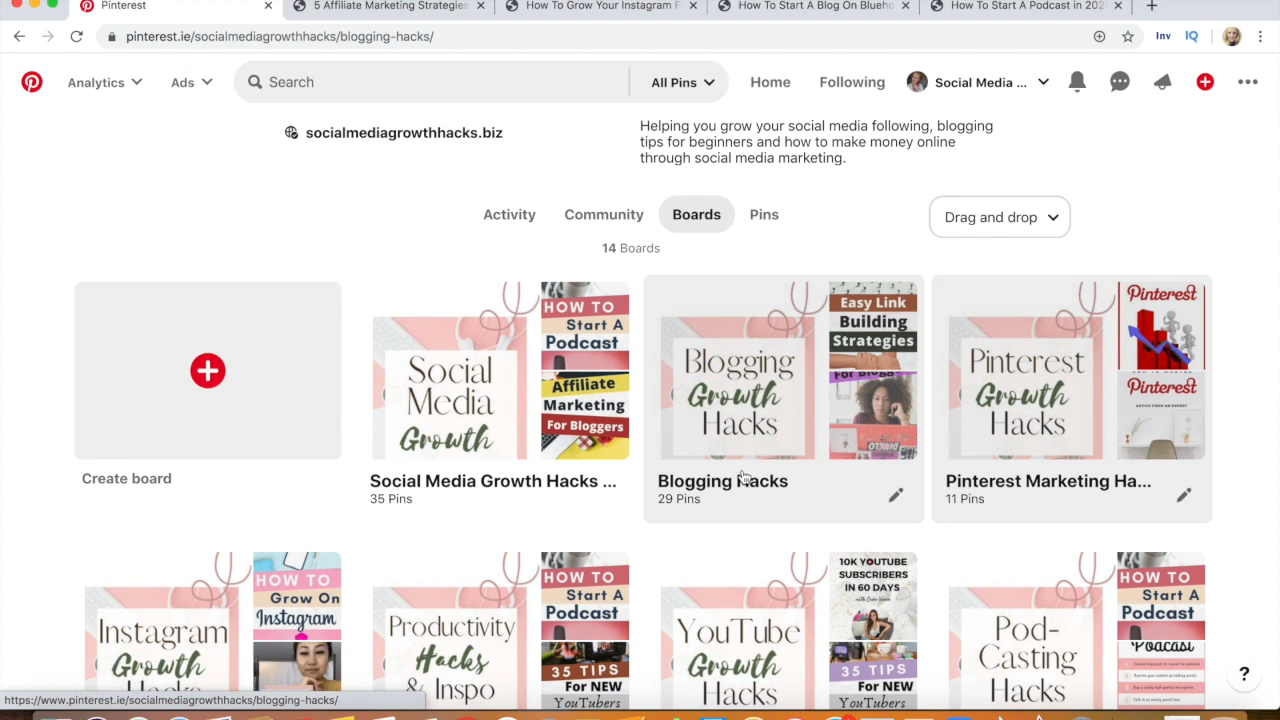 Pinterest
5 Affiliate Marketing Strategies
How To Grow Your Instagram F
How To Start A Blog On Blueho
How To Start A Podcast in 202
pinterest.ie/socialmediagrowthhacks/blogging-hacks/
Inv
IQ
Analytics
Ads
Search
All Pins
Home
Following
Social Media ...
socialmediagrowthhacks.biz
Helping you grow your social media following, blogging
tips for beginners and how to make money online
through social media marketing.
Activity
Community
Boards
Pins
Drag and drop
14 Boards
Create board
Social
Media
Growth
HOW TO
Start A
Podcast
Affiliate
Marketing
For Bloggers
Social Media Growth Hacks ...
35 Pins
Blogging
Growth
Hacks
Easy Link
Building
Strategies
Blogging Hacks
29 Pins
Pinterest
Growth
Hacks
Pinterest
Pinterest
ADVICE FROM AN EXPERT
Pinterest Marketing Ha...
11 Pins
Instagram
Growth
Hacks
HOW TO
Grow On
Instagram
Productivity
Hacks
& Inspo
HOW TO
Start A
Podcast
35 TIPS
For NEW
YouTubers
YouTube
Growth
Hacks
10K YOUTUBE
SUBSCRIBERS
IN 60 DAYS
35 TIPS
For NEW
YouTubers
Pod-
Casting
Hacks
HOW TO
Start A
Podcast
Podcast
?
https://www.pinterest.ie/socialmediagrowthhacks/blogging-hacks/